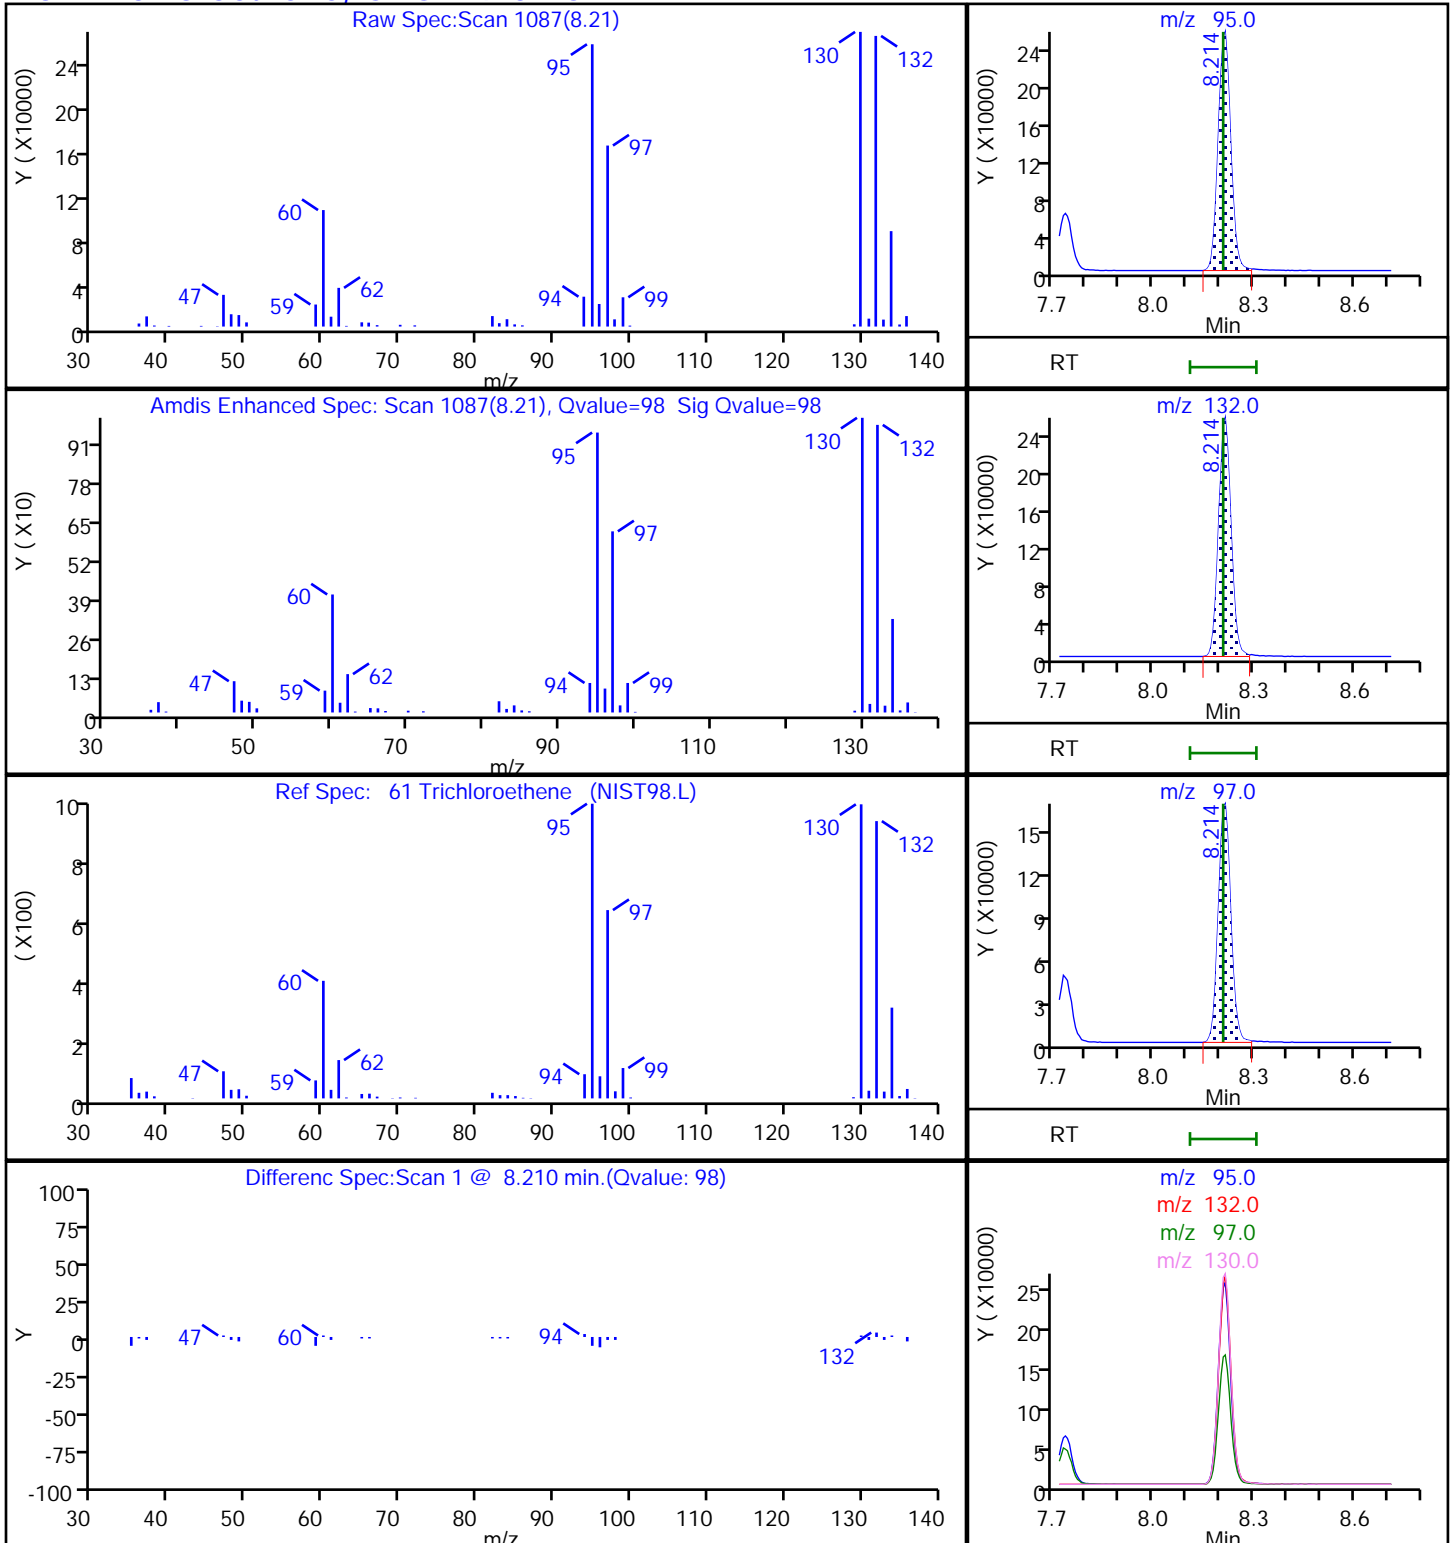 Raw Spec:Scan 1087(8.21)
Y ( X10000)
24
20
16
12
8
4
0
47
59
60
62
94
95
97
99
130
132
30 40 50 60 70 80 90 100 110 120 130 140
m/z
m/z 95.0
Y ( X10000)
24
20
16
12
8
4
0
8.214
7.7 8.0 8.3 8.6
Min
RT
Amdis Enhanced Spec: Scan 1087(8.21), Qvalue=98 Sig Qvalue=98
Y ( X10)
91
78
65
52
39
26
13
0
47
59
60
62
94
95
97
99
130
132
30 50 70 90 110 130
m/z
m/z 132.0
Y ( X10000)
24
20
16
12
8
4
0
8.214
7.7 8.0 8.3 8.6
Min
RT
Ref Spec: 61 Trichloroethene (NIST98.L)
( X100)
10
8
6
4
2
0
47
59
60
62
94
95
97
99
130
132
30 40 50 60 70 80 90 100 110 120 130 140
m/z 97.0
Y ( X10000)
15
12
9
6
3
0
8.214
7.7 8.0 8.3 8.6
Min
RT
Differenc Spec:Scan 1 @ 8.210 min.(Qvalue: 98)
Y
100
75
50
25
0
-25
-50
-75
-100
47
60
94
132
30 40 50 60 70 80 90 100 110 120 130 140
m/z
m/z 95.0
m/z 132.0
m/z 97.0
m/z 130.0
Y ( X10000)
25
20
15
10
5
0
7.7 8.0 8.3 8.6
Min